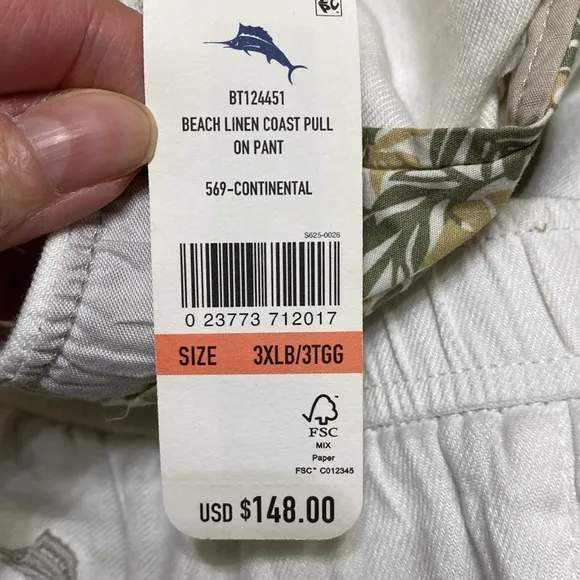 BT124451
BEACH LINEN COAST PULL
ON PANT
569-CONTINENTAL
S625-0026
0 23773 712017
SIZE 3XLB/3TGG
FSC
MIX
Paper
FSC™ C012345
USD $148.00